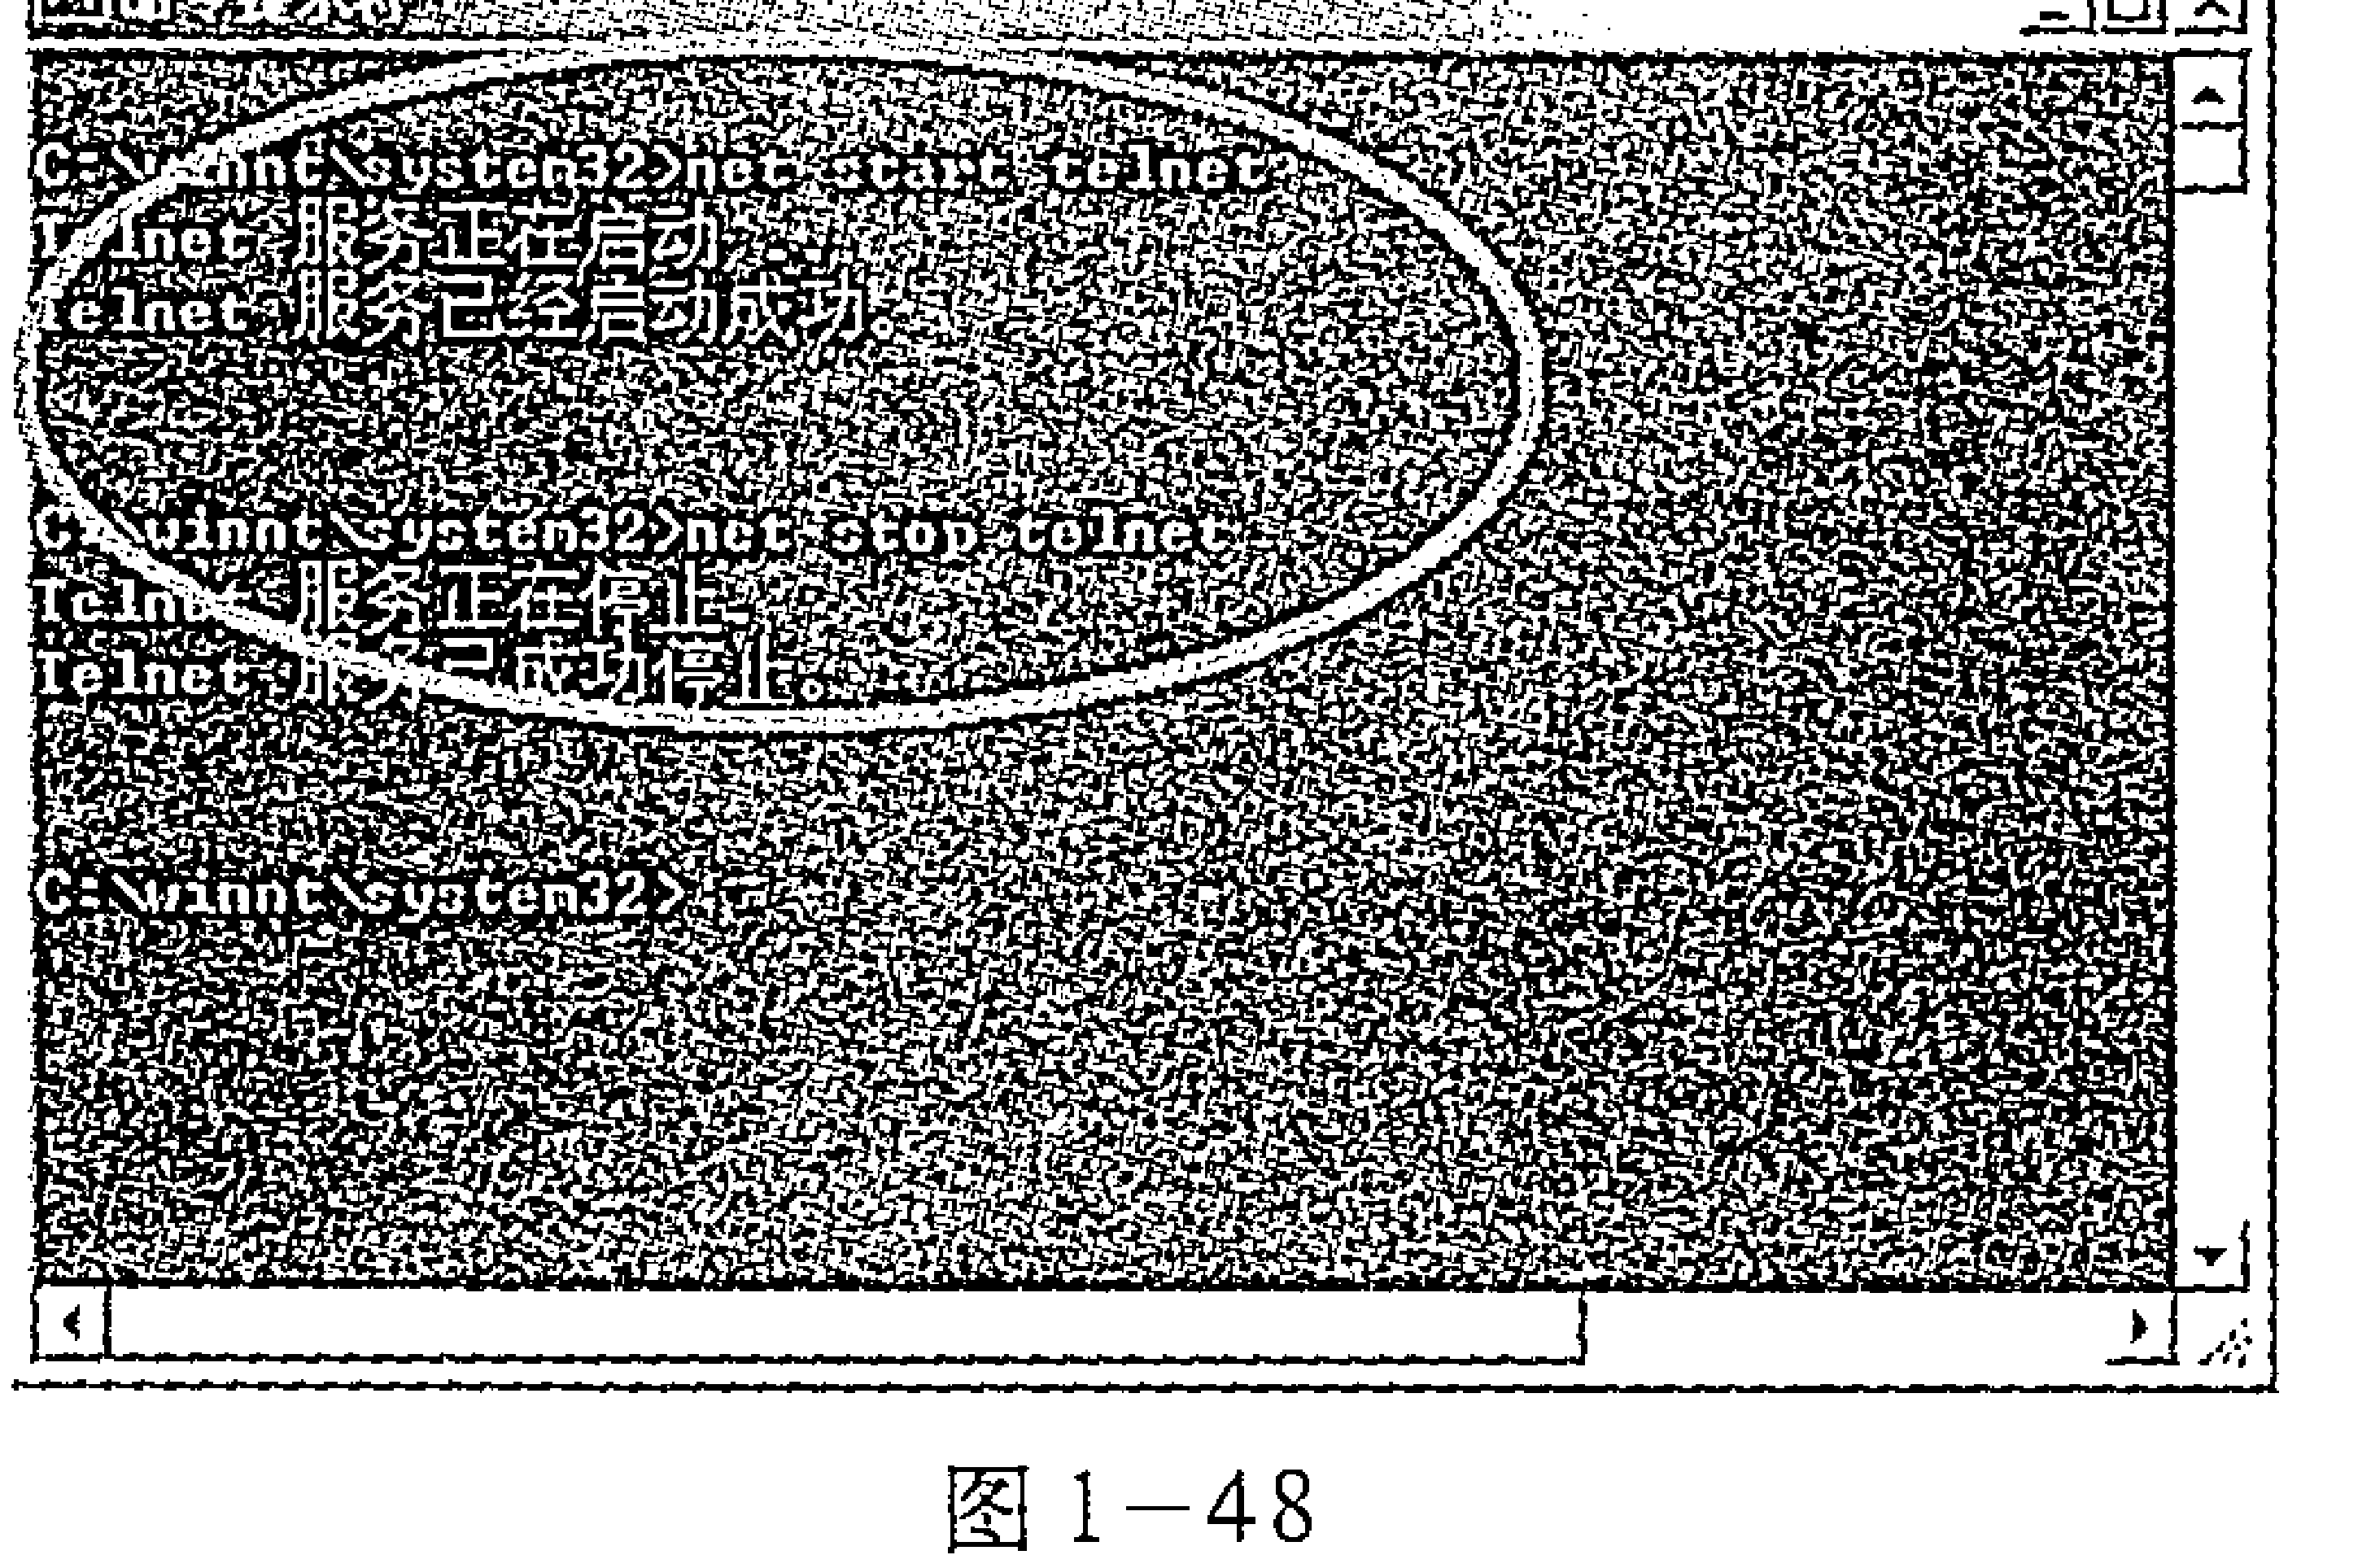 C:\winnt\system32>net start telnet
Telnet 服务正在启动 .
Telnet 服务已经启动成功。
C:\winnt\system32>net stop telnet
Telnet 服务正在停止.
Telnet 服务已成功停止。
C:\winnt\system32>
图 1-48